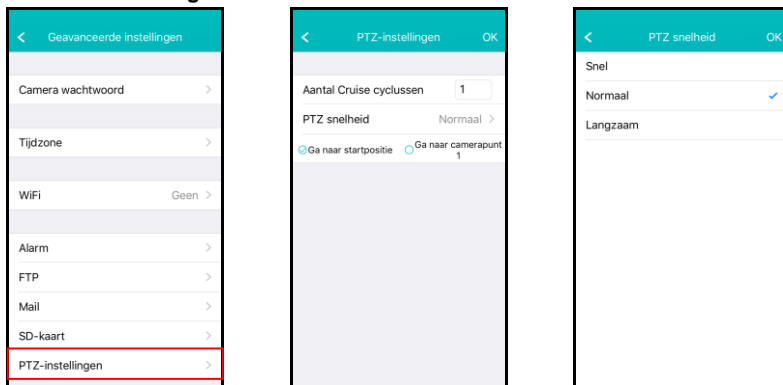 Geavanceerde instellingen
Camera wachtwoord
Tijdzone
WiFi Geen
Alarm
FTP
Mail
SD-kaart
PTZ-instellingen
PTZ-instellingen OK
Aantal Cruise cyclussen 1
PTZ snelheid Normaal
Ga naar startpositie Ga naar camerapunt
1
PTZ snelheid OK
Snel
Normaal
Langzaam